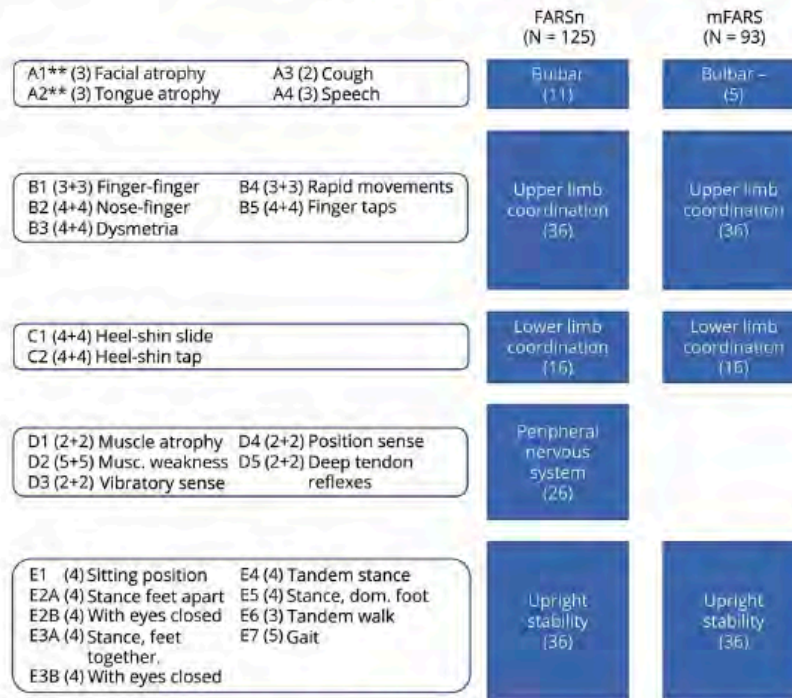 FARSn
(N = 125)
mFARS
(N = 93)
A1** (3) Facial atrophy
A2** (3) Tongue atrophy
A3 (2) Cough
A4 (3) Speech
Bulbar
(11)
Bulbar –
(5)
B1 (3+3) Finger-finger
B2 (4+4) Nose-finger
B3 (4+4) Dysmetria
B4 (3+3) Rapid movements
B5 (4+4) Finger taps
Upper limb
coordination
(36)
Upper limb
coordination
(36)
C1 (4+4) Heel-shin slide
C2 (4+4) Heel-shin tap
Lower limb
coordination
(16)
Lower limb
coordination
(16)
D1 (2+2) Muscle atrophy
D2 (5+5) Musc. weakness
D3 (2+2) Vibratory sense
D4 (2+2) Position sense
D5 (2+2) Deep tendon
reflexes
Peripheral
nervous
system
(26)
E1 (4) Sitting position
E2A (4) Stance feet apart
E2B (4) With eyes closed
E3A (4) Stance, feet
together,
E3B (4) With eyes closed
E4 (4) Tandem stance
E5 (4) Stance, dom. foot
E6 (3) Tandem walk
E7 (5) Gait
Upright
stability
(36)
Upright
stability
(36)